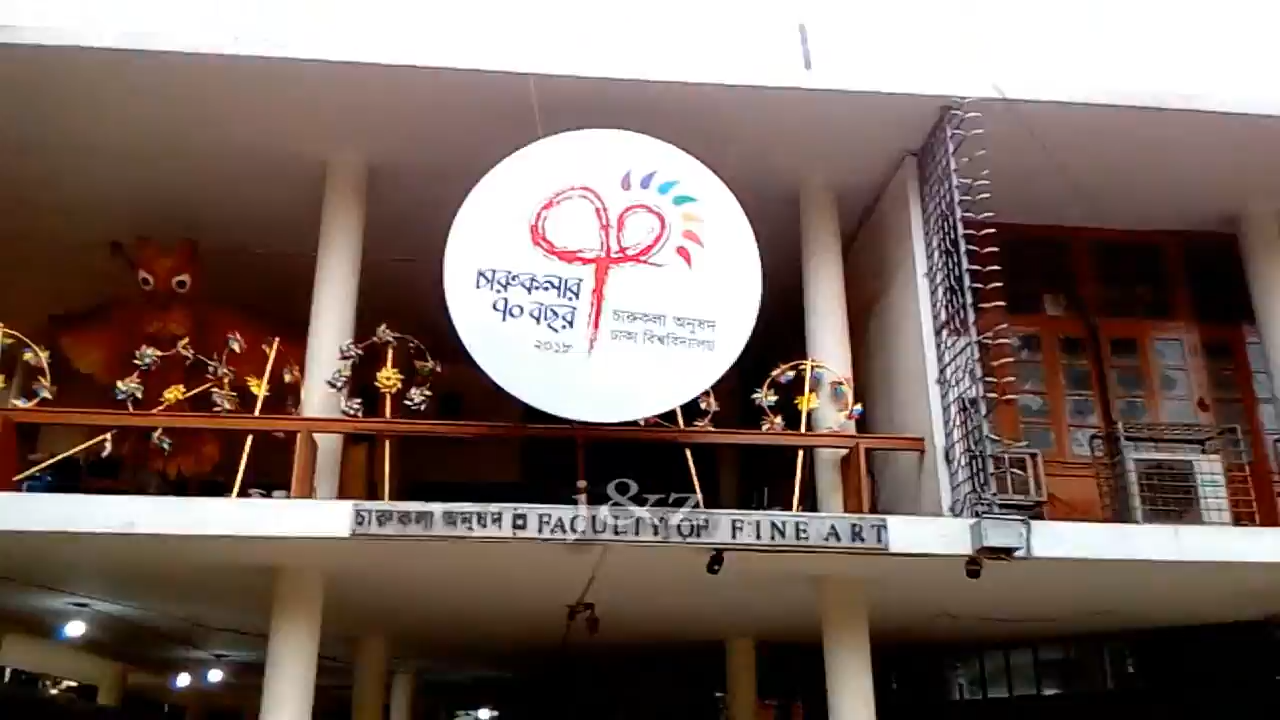 চারুকলার
৭০ বছর
২০১৮
চারুকলা অনুষদ
ঢাকা বিশ্ববিদ্যালয়
j&z
চারুকলা অনুষদ FACULTY OF FINE ART